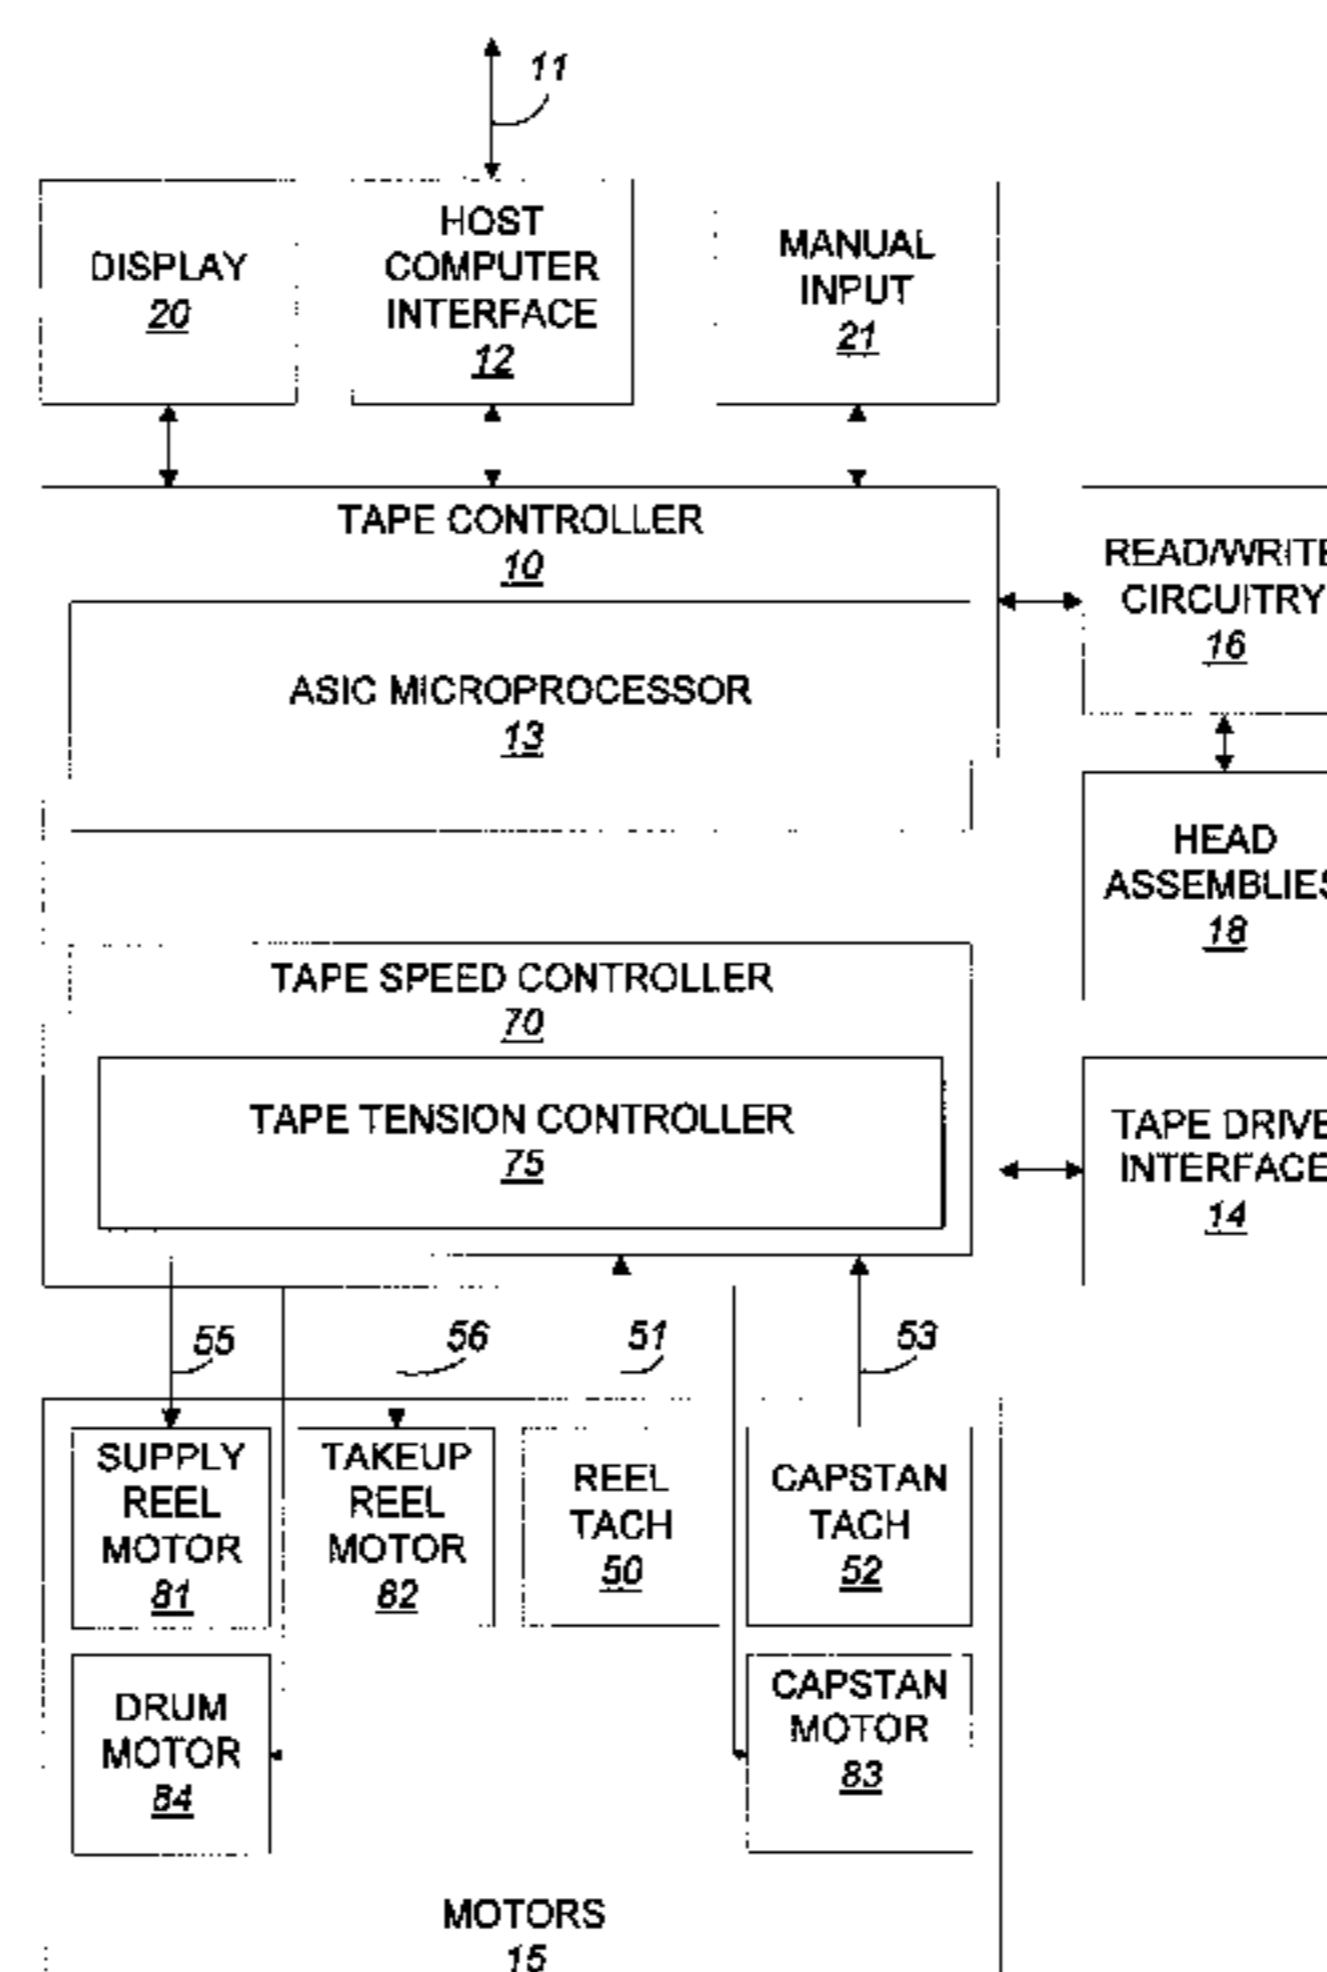 11
DISPLAY
20
HOST
COMPUTER
INTERFACE
12
MANUAL
INPUT
21
TAPE CONTROLLER
10
READ/WRITE
CIRCUITRY
16
ASIC MICROPROCESSOR
13
HEAD
ASSEMBLIES
18
TAPE SPEED CONTROLLER
70
TAPE TENSION CONTROLLER
75
TAPE DRIVE
INTERFACE
14
55
56
51
53
SUPPLY
REEL
MOTOR
81
TAKEUP
REEL
MOTOR
82
REEL
TACH
50
CAPSTAN
TACH
52
DRUM
MOTOR
84
CAPSTAN
MOTOR
83
MOTORS
15